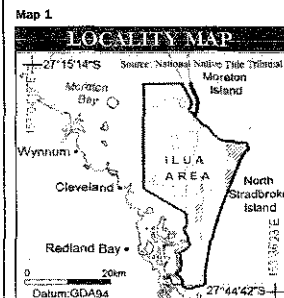 Map 1
LOCALITY MAP
27°15'14"S
Source: National Native Title Tribunal
Moreton
Island
Moreton
Bay
Wynnum
ILUA
AREA
Cleveland
North
Stradbroke
Island
Redland Bay
0 20km
27°44'42"S
Datum:GDA94